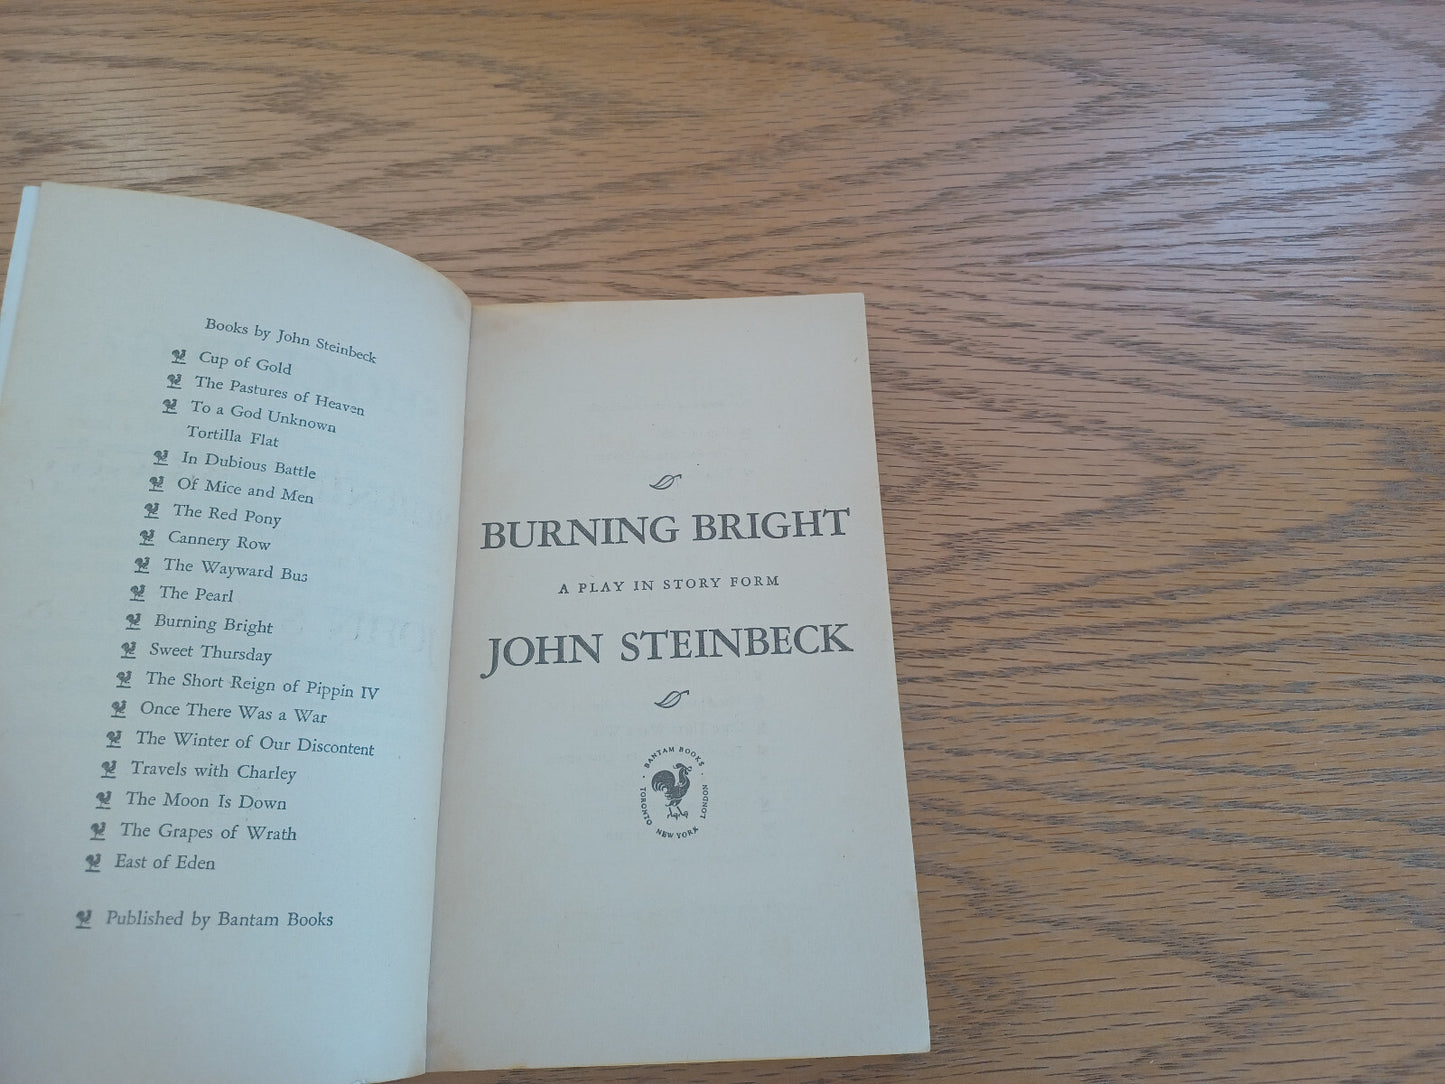 Books by John Steinbeck
Cup of Gold
The Pastures of Heaven
To a God Unknown
Tortilla Flat
In Dubious Battle
Of Mice and Men
The Red Pony
Cannery Row
The Wayward Bus
The Pearl
Burning Bright
Sweet Thursday
The Short Reign of Pippin IV
Once There Was a War
The Winter of Our Discontent
Travels with Charley
The Moon Is Down
The Grapes of Wrath
East of Eden
Published by Bantam Books
BURNING BRIGHT
A PLAY IN STORY FORM
JOHN STEINBECK
BANTAM BOOKS
TORONTO · NEW YORK · LONDON